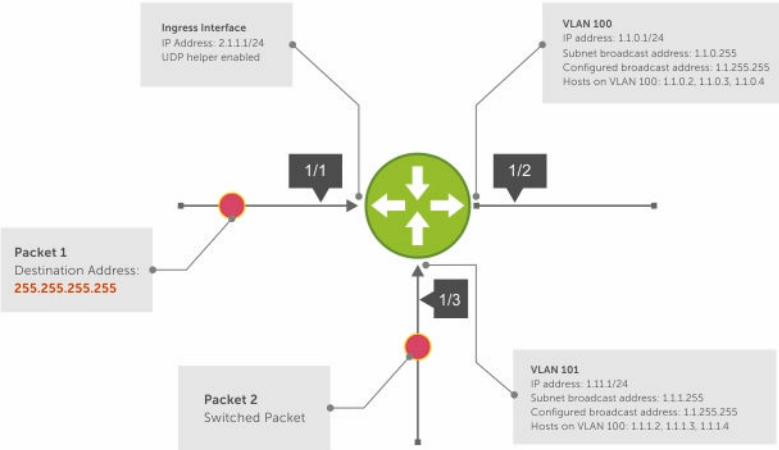 Ingress Interface
IP Address: 2.1.1.1/24
UDP helper enabled
VLAN 100
IP address: 1.1.0.1/24
Subnet broadcast address: 1.1.0.255
Configured broadcast address: 1.1.255.255
Hosts on VLAN 100: 1.1.0.2, 1.1.0.3, 1.1.0.4
1/1
1/2
Packet 1
Destination Address:
255.255.255.255
1/3
Packet 2
Switched Packet
VLAN 101
IP address: 1.11.1/24
Subnet broadcast address: 1.1.1.255
Configured broadcast address: 1.1.255.255
Hosts on VLAN 100: 1.1.1.2, 1.1.1.3, 1.1.1.4